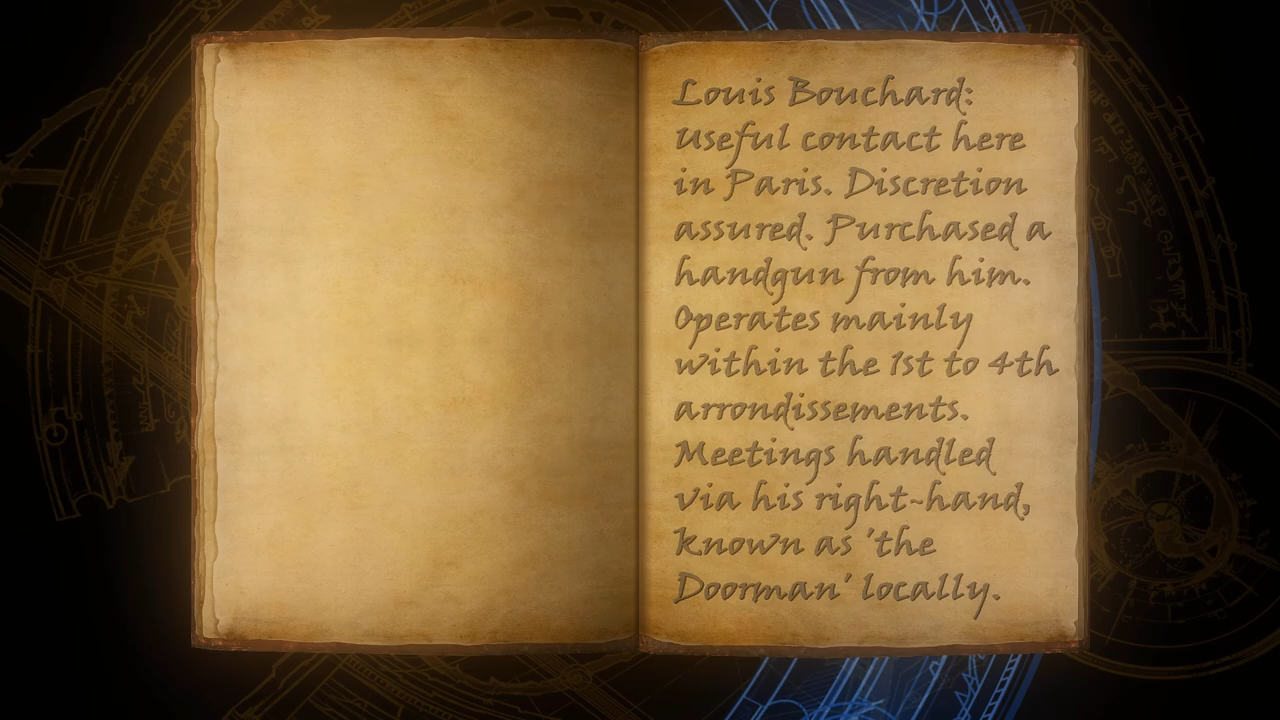 Louis Bouchard:
Useful contact here
in Paris. Discretion
assured. Purchased a
handgun from him.
Operates mainly
within the 1st to 4th
arrondissements.
Meetings handled
via his right-hand,
known as 'the
Doorman' locally.